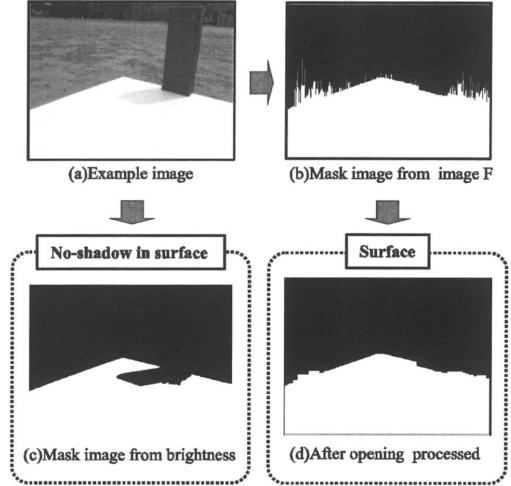 (a)Example image
(b)Mask image from image F
No-shadow in surface
Surface
(c)Mask image from brightness
(d)After opening processed